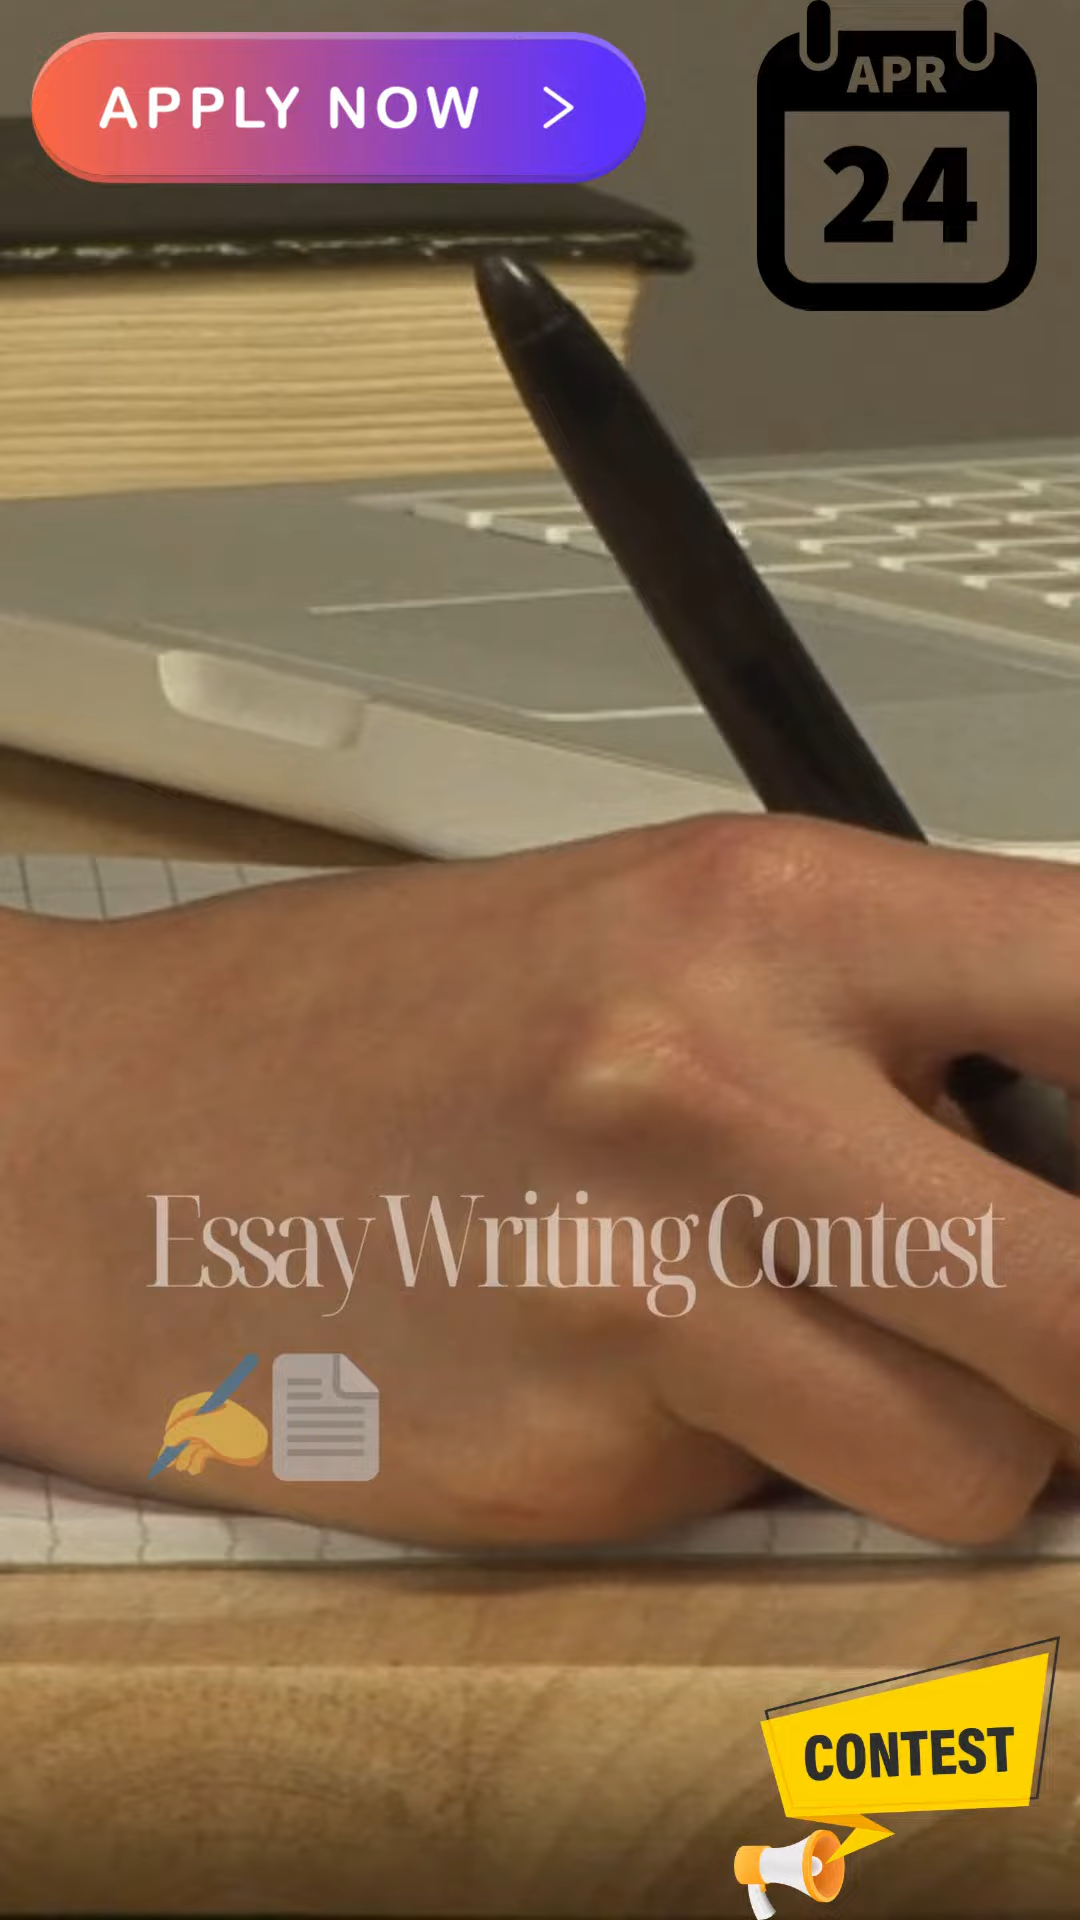 APPLY NOW >
APR
24
Essay Writing Contest
✍📄
CONTEST